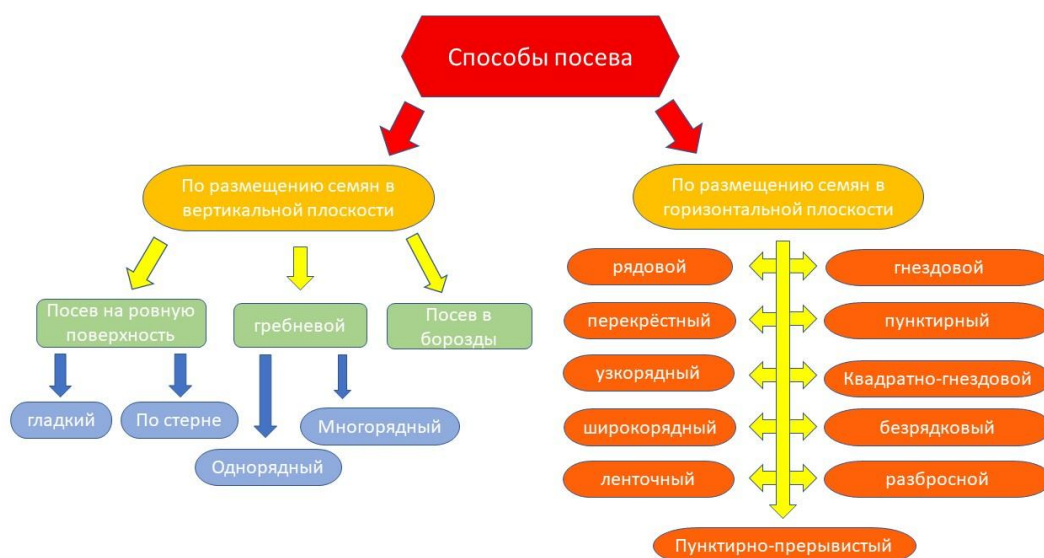 Способы посева
По размещению семян в
вертикальной плоскости
По размещению семян в
горизонтальной плоскости
Посев на ровную
поверхность
гребневой
Посев в
борозды
гладкий
По стерне
Однорядный
Многорядный
рядовой
гнездовой
перекрёстный
пунктирный
узкорядный
Квадратно-гнездовой
широкорядный
безрядковый
ленточный
разбросной
Пунктирно-прерывистый